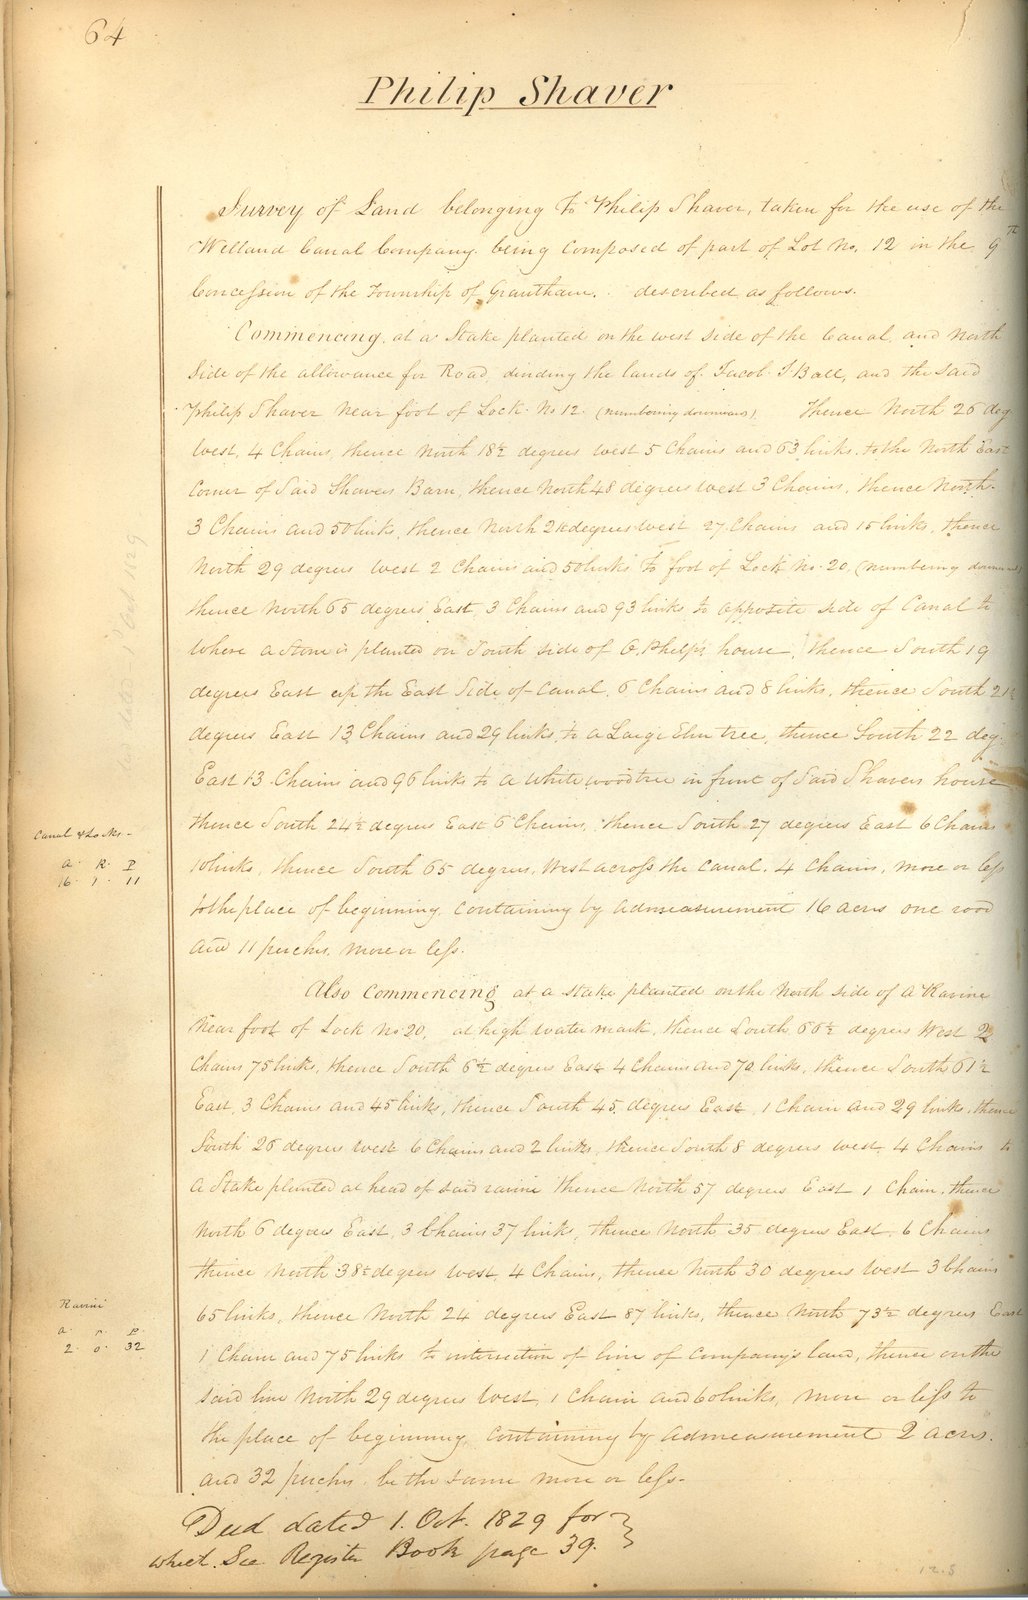 64
Philip Shaver
Survey of Land belonging to Philip Shaver, taken for the use of the
Welland Canal Company. being composed of part of Lot No. 12 in the 9th
Concession of the Township of Grantham. described as follows.
Commencing at a Stake planted on the west side of the Canal, and North
Side of the allowance for Road, dividing the lands of Jacob. I. Ball, and the said
Philip Shaver near foot of Lock No 12. (numbering downwards), Thence North 26 deg
West, 4 Chains, thence North 18½ degrees west 5 Chains and 63 links. to the North East
Corner of Said Shavers Barn, thence North 48 degrees west 3 Chains, thence North
3 Chains and 50 links, thence North degrees west 27 Chains and 15 links, thence
North 29 degrees west 2 Chains and 50 links to foot of Lock No. 20, (numbering downwards)
thence North 65 degrees East 3 Chains and 93 links to opposite side of Canal to
where a Stone is planted on South side of O. Phelps house, thence South 19
degrees East up the East Side of Canal, 6 Chains and 8 links, thence South 21½
degrees East 13 Chains and 29 links, to a Large Elm tree, thence South 22 deg.
East 13 Chains and 96 links to a white wood tree in front of Said Shavers house
thence South 24½ degrees East 6 Chains, thence South 27 degrees East 6 Chains
10 links, thence South 65 degrees, West across the Canal. 4 Chains, more or less
to the place of beginning, containing by admeasurement 16 acres one rood
and 11 perches, more or less.
Canal & Locks -
A. R. P
16. 1. 11
Also Commencing at a stake planted on the North side of a Ravine
Near foot of Lock No 20, at high water mark, thence South 66½ degrees West 2
Chains 75 links, thence South 6½ degrees East 4 Chains and 70 links, thence South 61½
East, 3 Chains and 45 links, thence South 45 degrees East, 1 Chain and 29 links, thence
South 26 degrees west 6 Chains and 2 links, thence South 8 degrees west 4 Chains to
a Stake planted at head of said ravine thence North 57 degrees East 1 Chain, thence
North 6 degrees East, 3 Chains 37 links, thence North 35 degrees East, 6 Chains
thence North 38½ degrees west, 4 Chains, thence North 30 degrees West 3 Chains
65 links, thence North 24 degrees East 87 links, thence North 73½ degrees East
1 Chain and 75 links to intersection of line of Company's land, thence on the
said line North 29 degrees West, 1 Chain and 60 links, more or less to
the place of beginning, containing by admeasurement 2 acres.
and 32 perches be the same more or less-
Ravine
a. r. P.
2. 0. 32
Deed dated 1. Oct. 1829 for
which. See Register Book page 39.
Deed dated 1st Oct. 1829
12.8